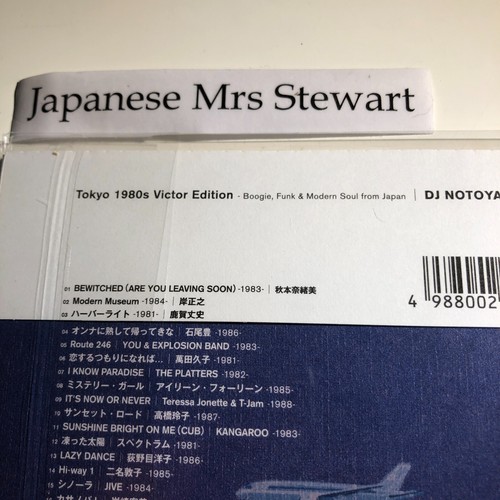 Japanese Mrs Stewart
Tokyo 1980s Victor Edition - Boogie, Funk & Modern Soul from Japan | DJ NOTOYA
01 BEWITCHED (ARE YOU LEAVING SOON) -1983- | 秋本奈緒美
02 Modern Museum -1984- | 岸正之
03 ハーバーライト -1981- | 鹿賀丈史
4 988002
04 オンナに熟して帰ってきな | 石尾豊 -1986-
05 Route 246 | YOU & EXPLOSION BAND -1983-
06 恋するつもりになれば... | 萬田久子 -1981-
07 I KNOW PARADISE | THE PLATTERS -1982-
08 ミステリー・ガール | アイリーン・フォーリーン -1985-
09 IT'S NOW OR NEVER | Teressa Jonette & T-Jam -1988-
10 サンセット・ロード | 高橋玲子 -1987-
11 SUNSHINE BRIGHT ON ME (CUB) | KANGAROO -1983-
12 凍った太陽 | スペクトラム -1981-
13 LAZY DANCE | 荻野目洋子 -1986-
14 Hi-way 1 | 二名敦子 -1985-
15 シノーラ | JIVE -1984-